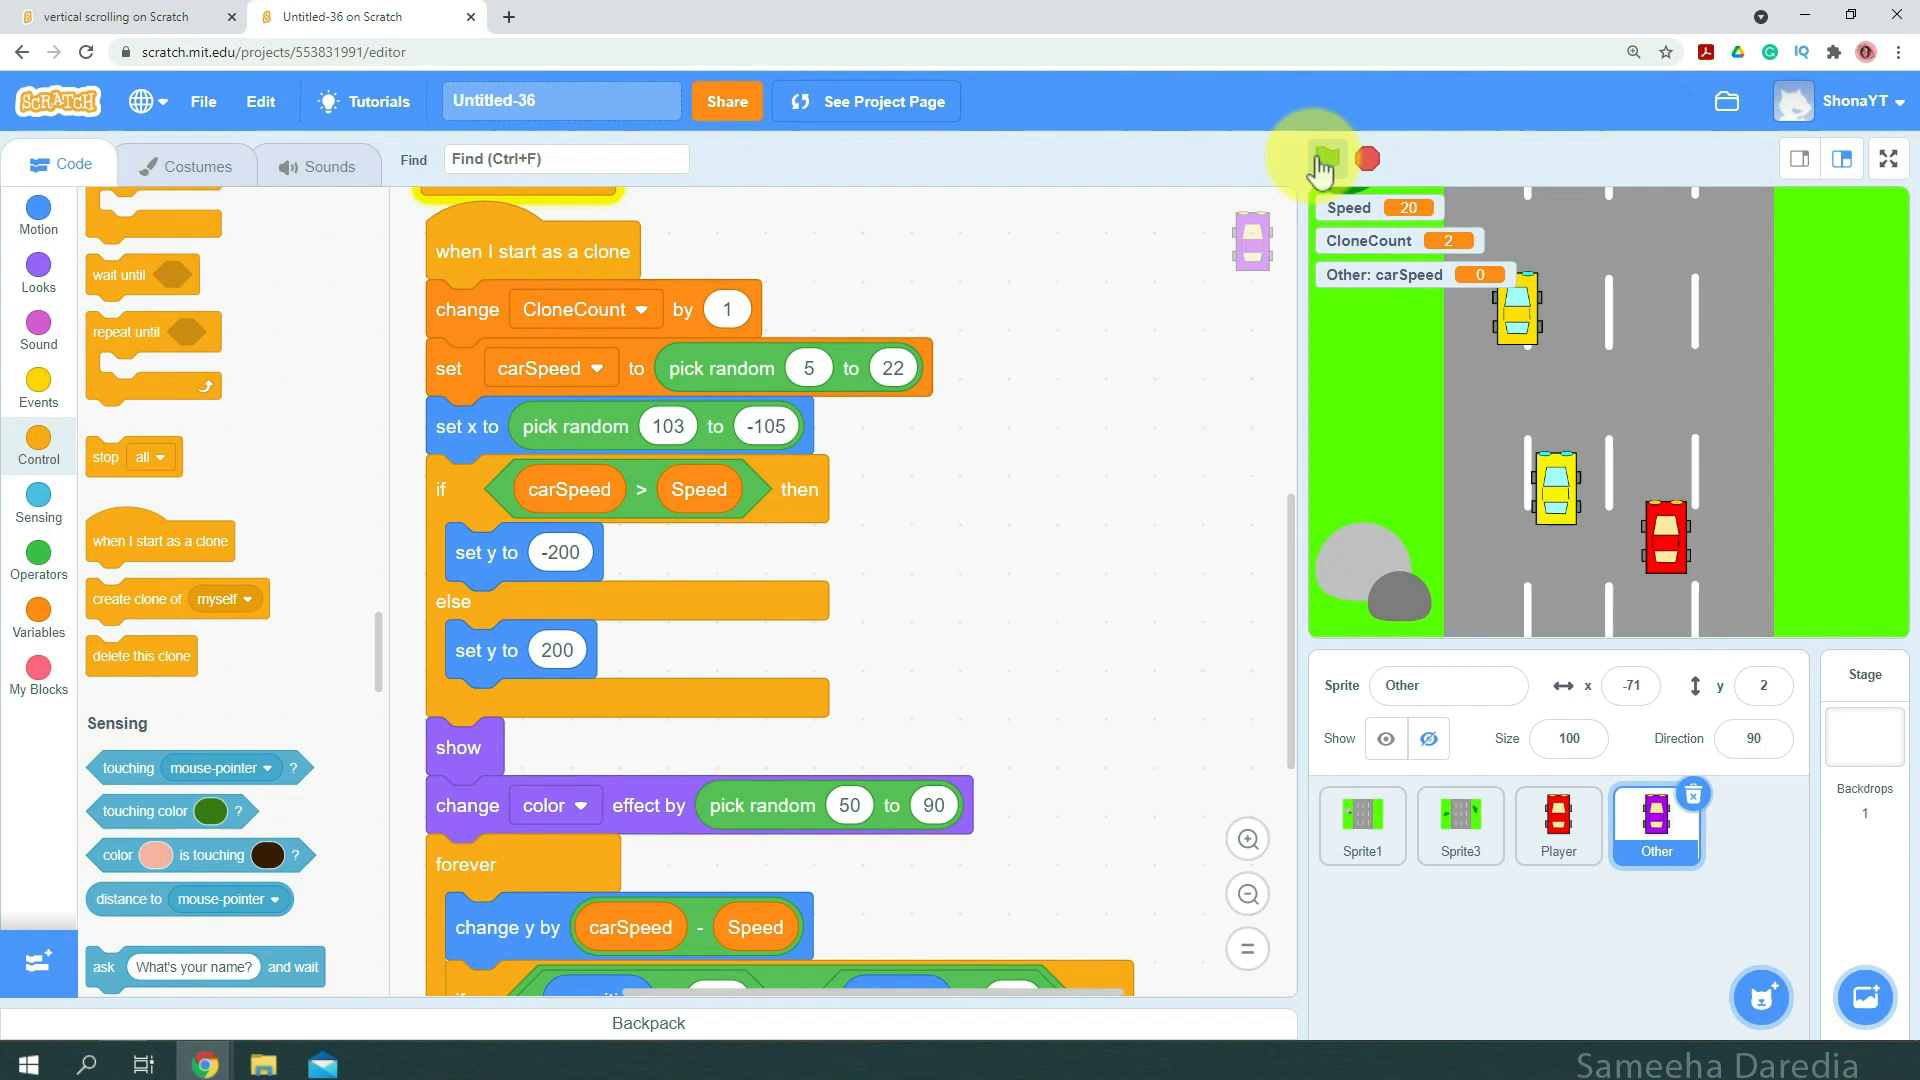 vertical scrolling on Scratch
Untitled-36 on Scratch
scratch.mit.edu/projects/553831991/editor
SCRATCH
File
Edit
Tutorials
Untitled-36
Share
See Project Page
ShonaYT
Code
Costumes
Sounds
Find
Find (Ctrl+F)
Motion
Looks
Sound
Events
Control
Sensing
Operators
Variables
My Blocks
wait until
repeat until
stop all
when I start as a clone
create clone of myself
delete this clone
Sensing
touching mouse-pointer ?
touching color ?
color is touching ?
distance to mouse-pointer
ask What's your name? and wait
when I start as a clone
change CloneCount by 1
set carSpeed to pick random 5 to 22
set x to pick random 103 to -105
if carSpeed > Speed then
set y to -200
else
set y to 200
show
change color effect by pick random 50 to 90
forever
change y by carSpeed - Speed
Backpack
Speed 20
CloneCount 2
Other: carSpeed 0
Sprite Other x -71 y 2
Show Size 100 Direction 90
Sprite1
Sprite3
Player
Other
Stage
Backdrops
1
Sameeha Daredia